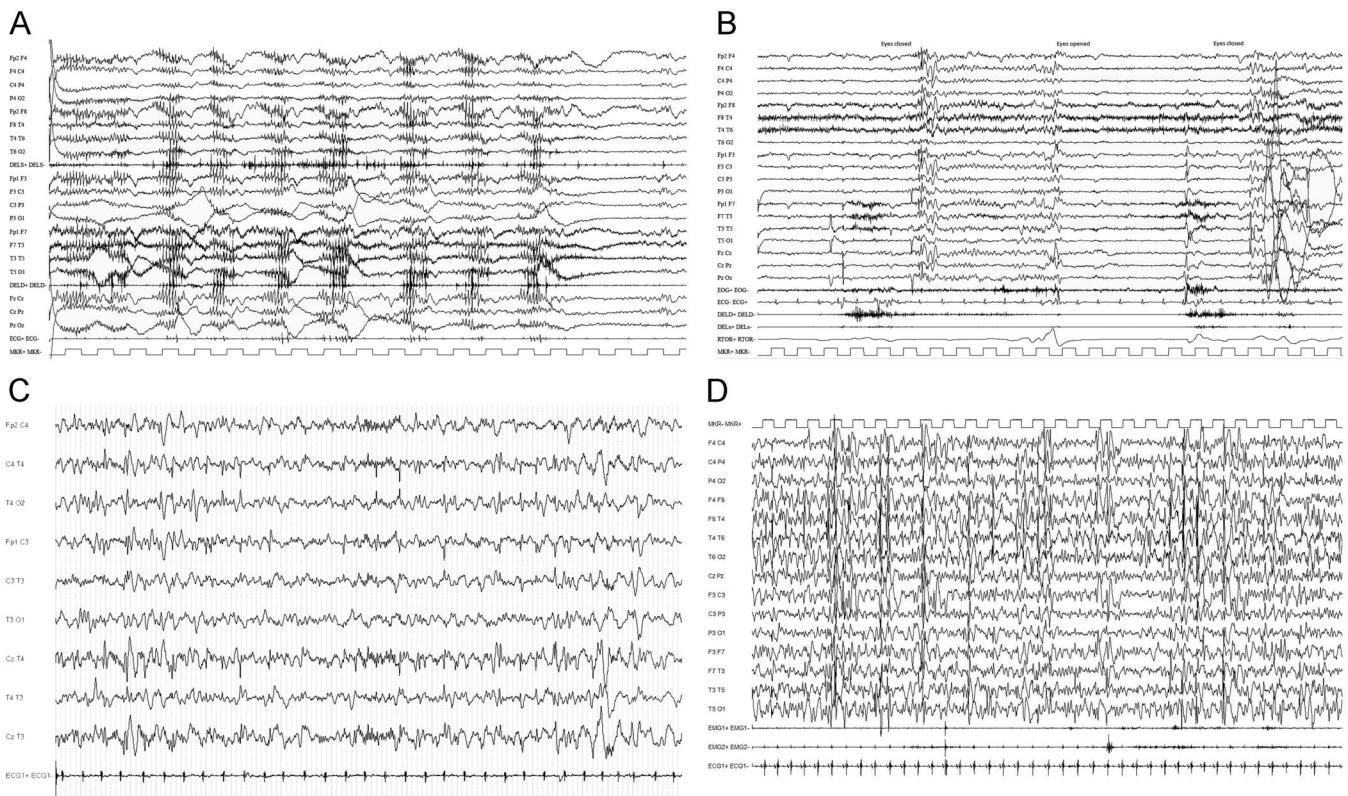 A
Fp2 F4
F4 C4
C4 P4
P4 O2
Fp2 F8
F8 T4
T4 T6
T6 O2
DELS+ DELS-
Fp1 F3
F3 C3
C3 P3
P3 O1
Fp1 F7
F7 T3
T3 T5
T5 O1
DELD+ DELD-
Fz Cz
Cz Pz
Pz Oz
ECG+ ECG-
MKR+ MKR-
B
Eyes closed Eyes opened Eyes closed
Fp2 F4
F4 C4
C4 P4
P4 O2
Fp2 F8
F8 T4
T4 T6
T6 O2
Fp1 F3
F3 C3
C3 P3
P3 O1
Fp1 F7
F7 T3
T3 T5
T5 O1
Fz Cz
Cz Pz
Pz Oz
EOG+ EOG-
ECG- ECG+
DELD+ DELD-
DELs+ DELs-
RTOR+ RTOR-
MKR+ MKR-
C
Fp2 C4
C4 T4
T4 O2
Fp1 C3
C3 T3
T3 O1
Cz T4
T4 T3
Cz T3
ECG1+ ECG1-
D
MKR- MKR+
F4 C4
C4 P4
P4 O2
F4 F8
F8 T4
T4 T6
T6 O2
Cz Pz
F3 C3
C3 P3
P3 O1
F3 F7
F7 T3
T3 T5
T5 O1
EMG1+ EMG1-
EMG2+ EMG2-
ECG1+ ECG1-